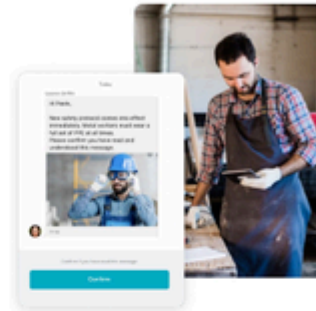 Today
Hi Frank,
New safety protocol comes into effect
immediately. Metal workers must wear a
full set of PPE at all times.
Please confirm you have read and
understood this message.
Confirm